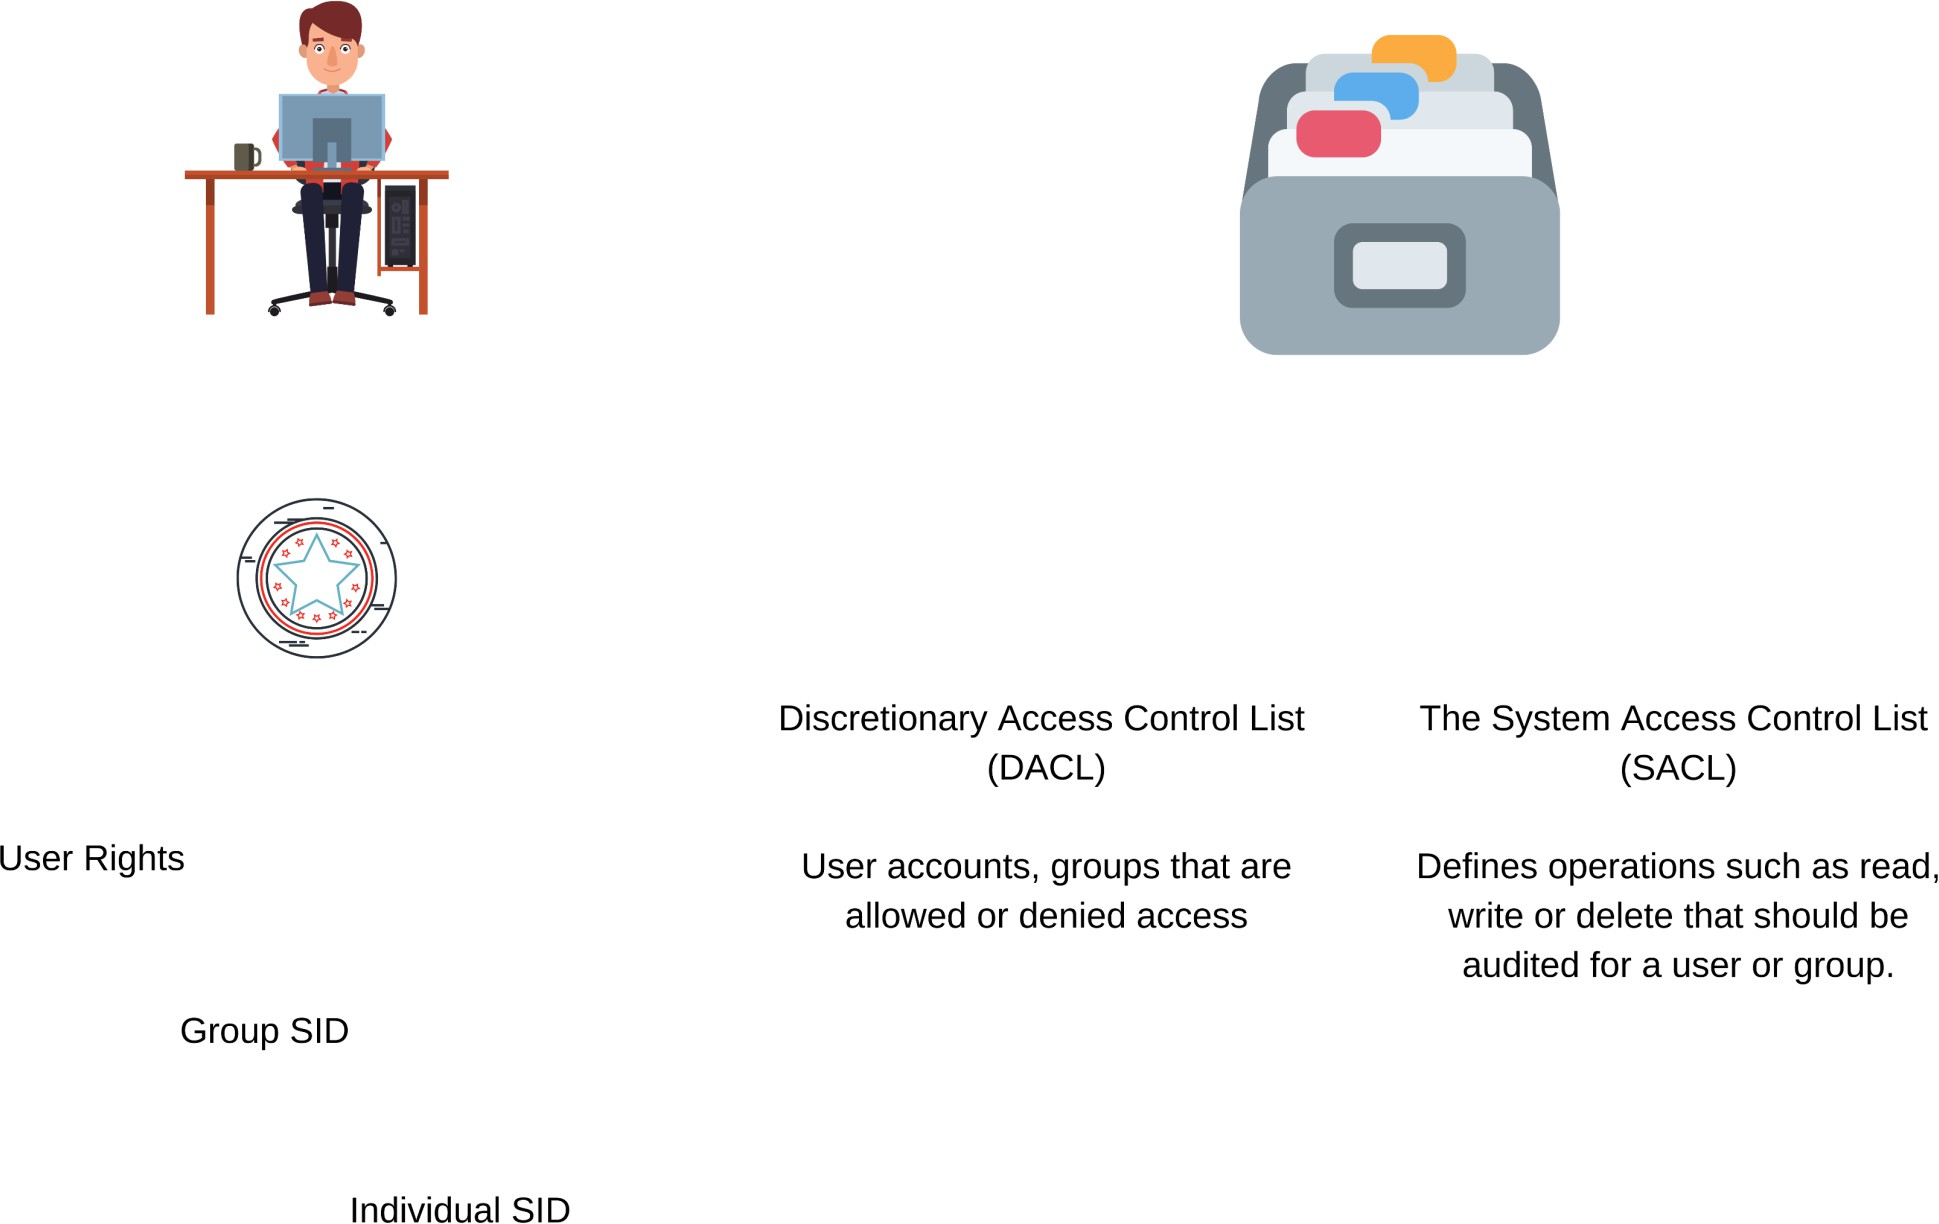 Discretionary Access Control List
(DACL)
User accounts, groups that are
allowed or denied access
The System Access Control List
(SACL)
Defines operations such as read,
write or delete that should be
audited for a user or group.
User Rights
Group SID
Individual SID